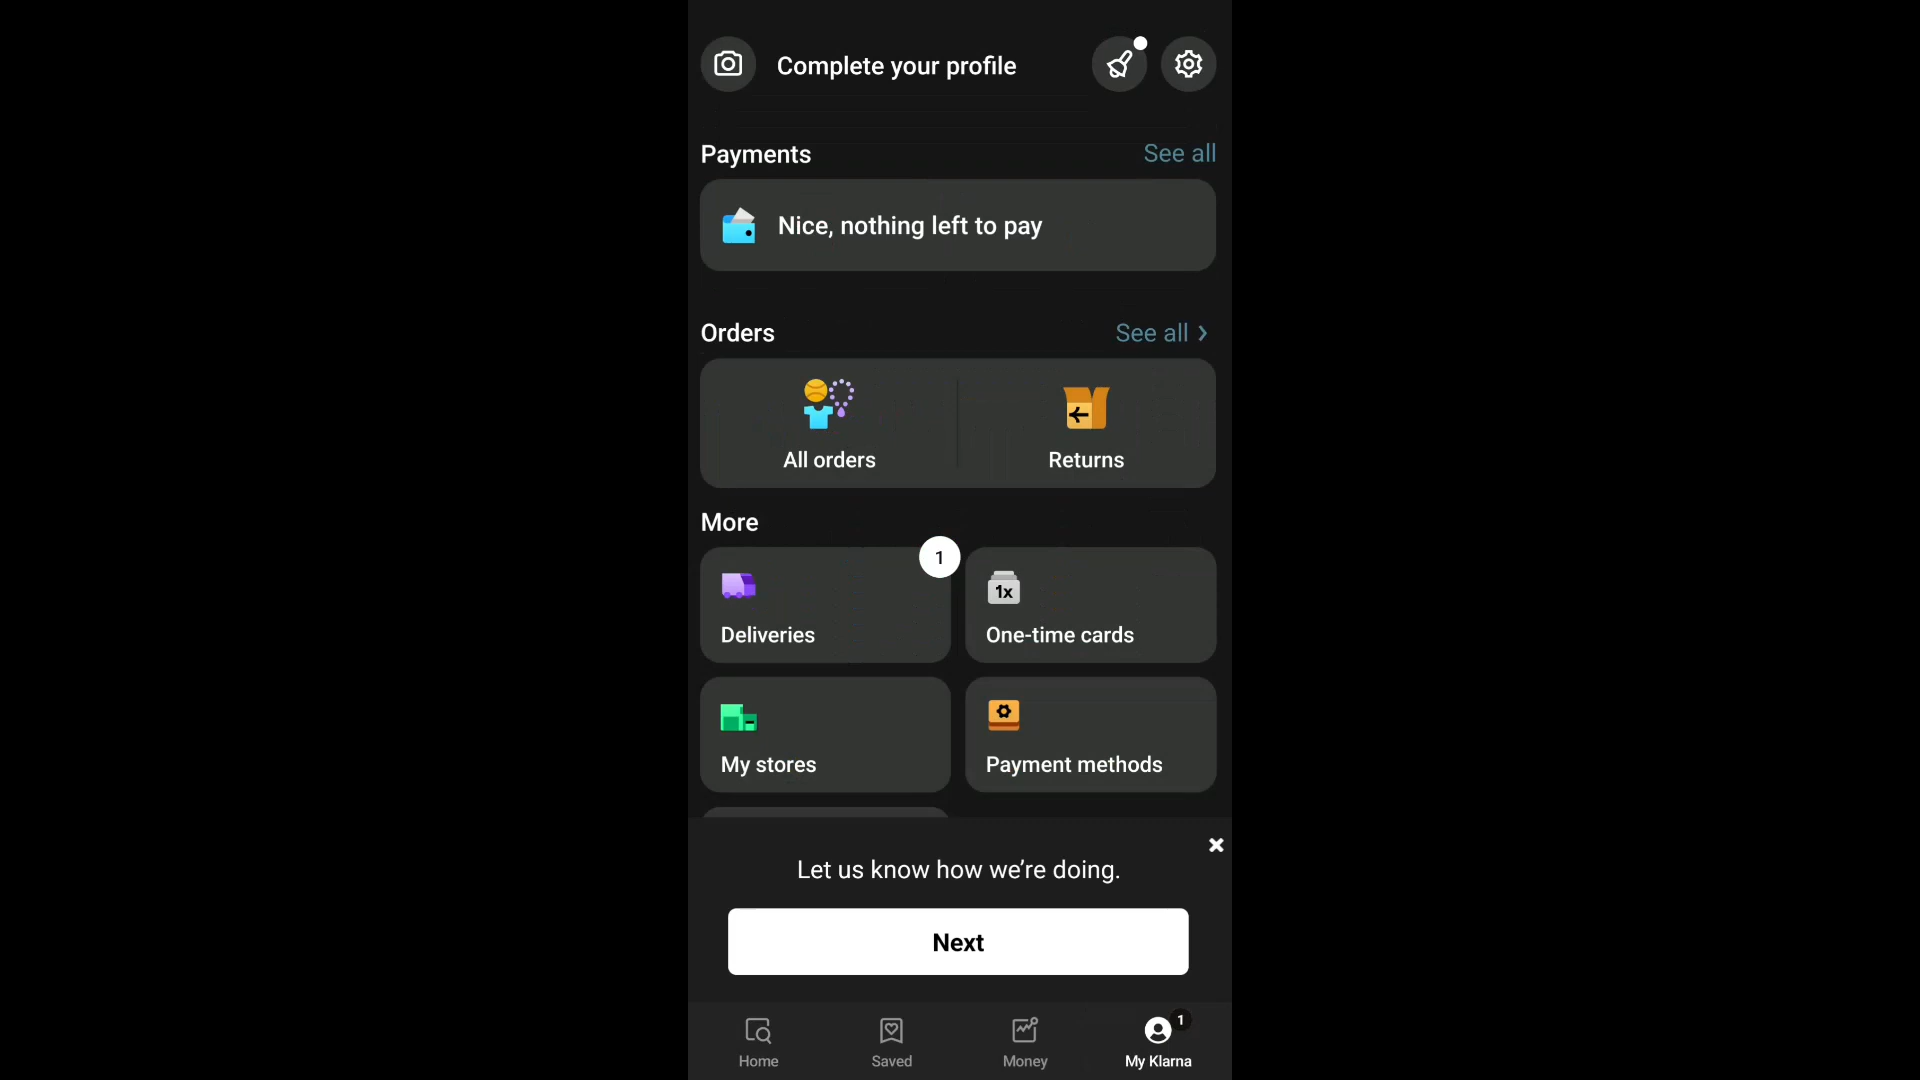 Complete your profile
Payments
See all
Nice, nothing left to pay
Orders
See all
All orders
Returns
More
1
Deliveries
1x
One-time cards
My stores
Payment methods
Let us know how we’re doing.
Next
Home
Saved
Money
1
My Klarna